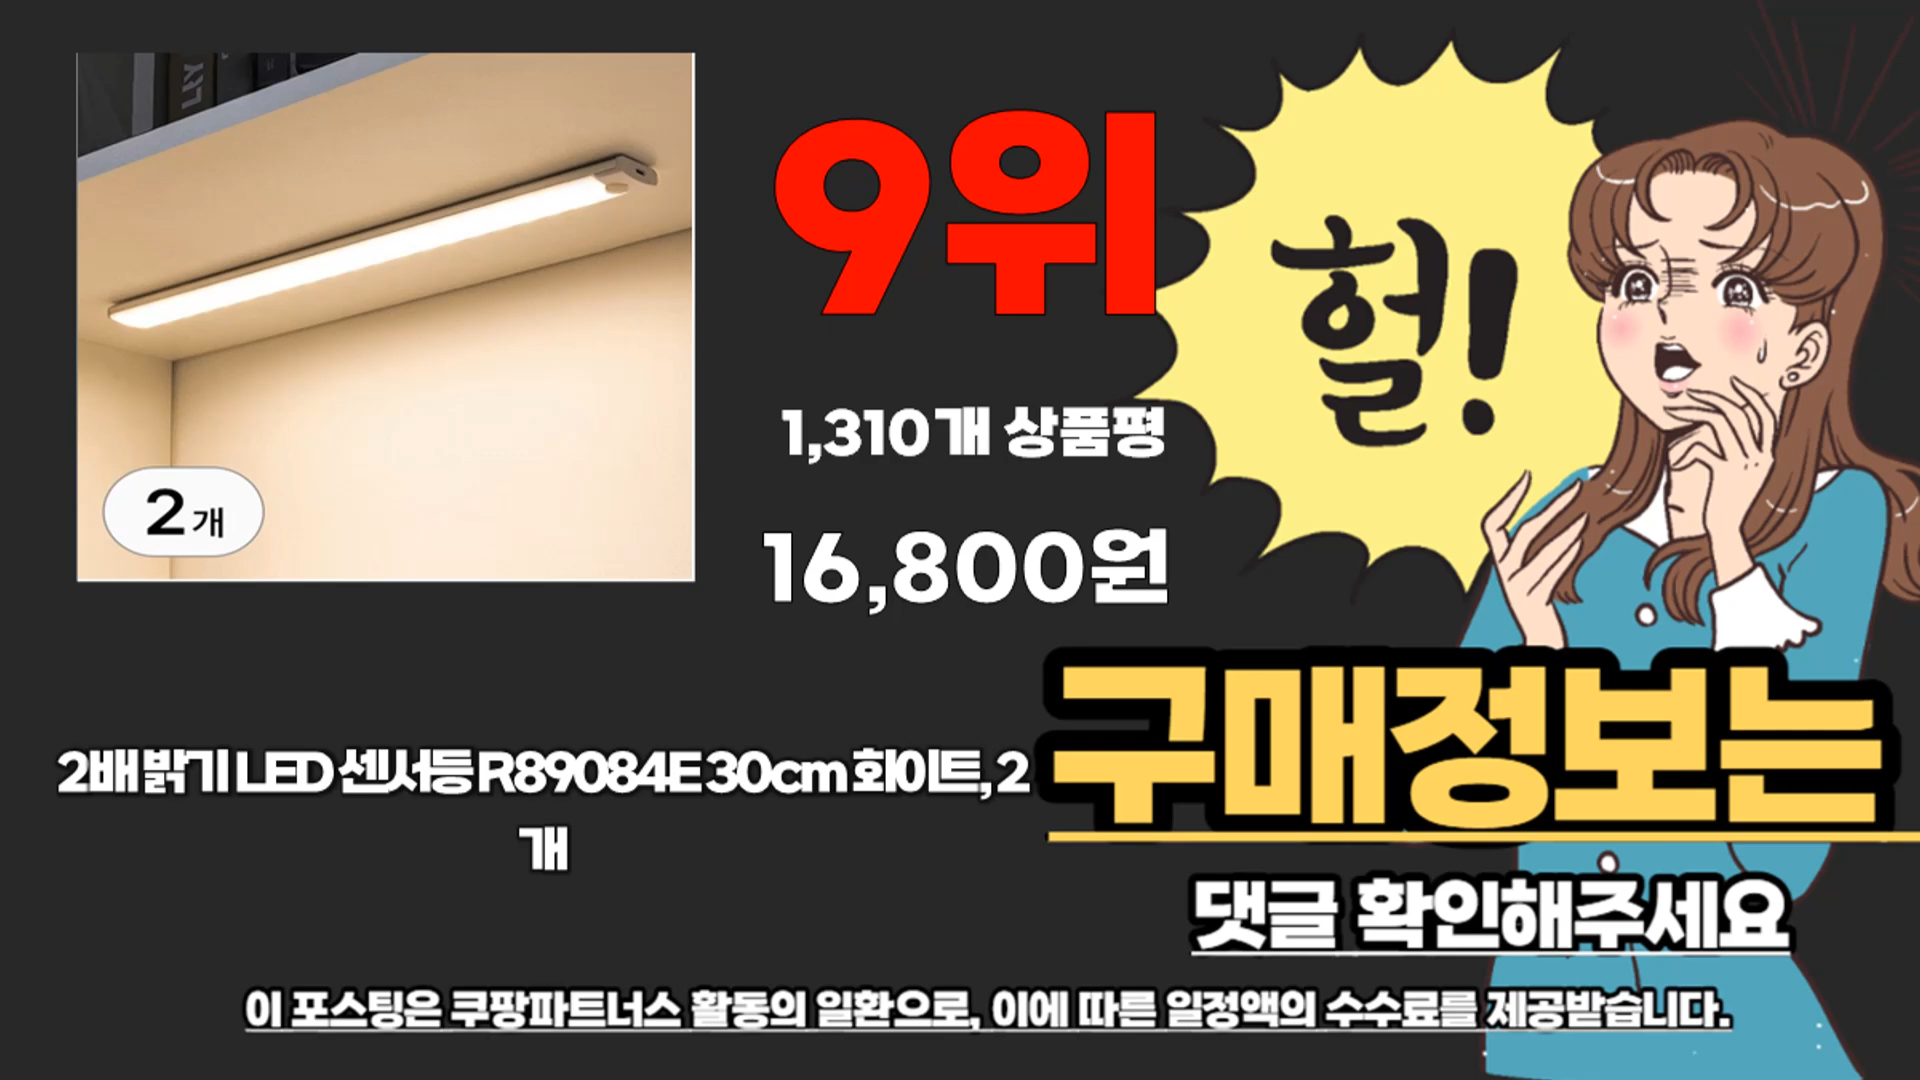 LKY
2개
9위
1,310개 상품평
16,800원
헐!
2배 밝기 LED 센서등 R89084E 30cm 화이트, 2
개
구매정보는
댓글 확인해주세요
이 포스팅은 쿠팡파트너스 활동의 일환으로, 이에 따른 일정액의 수수료를 제공받습니다.